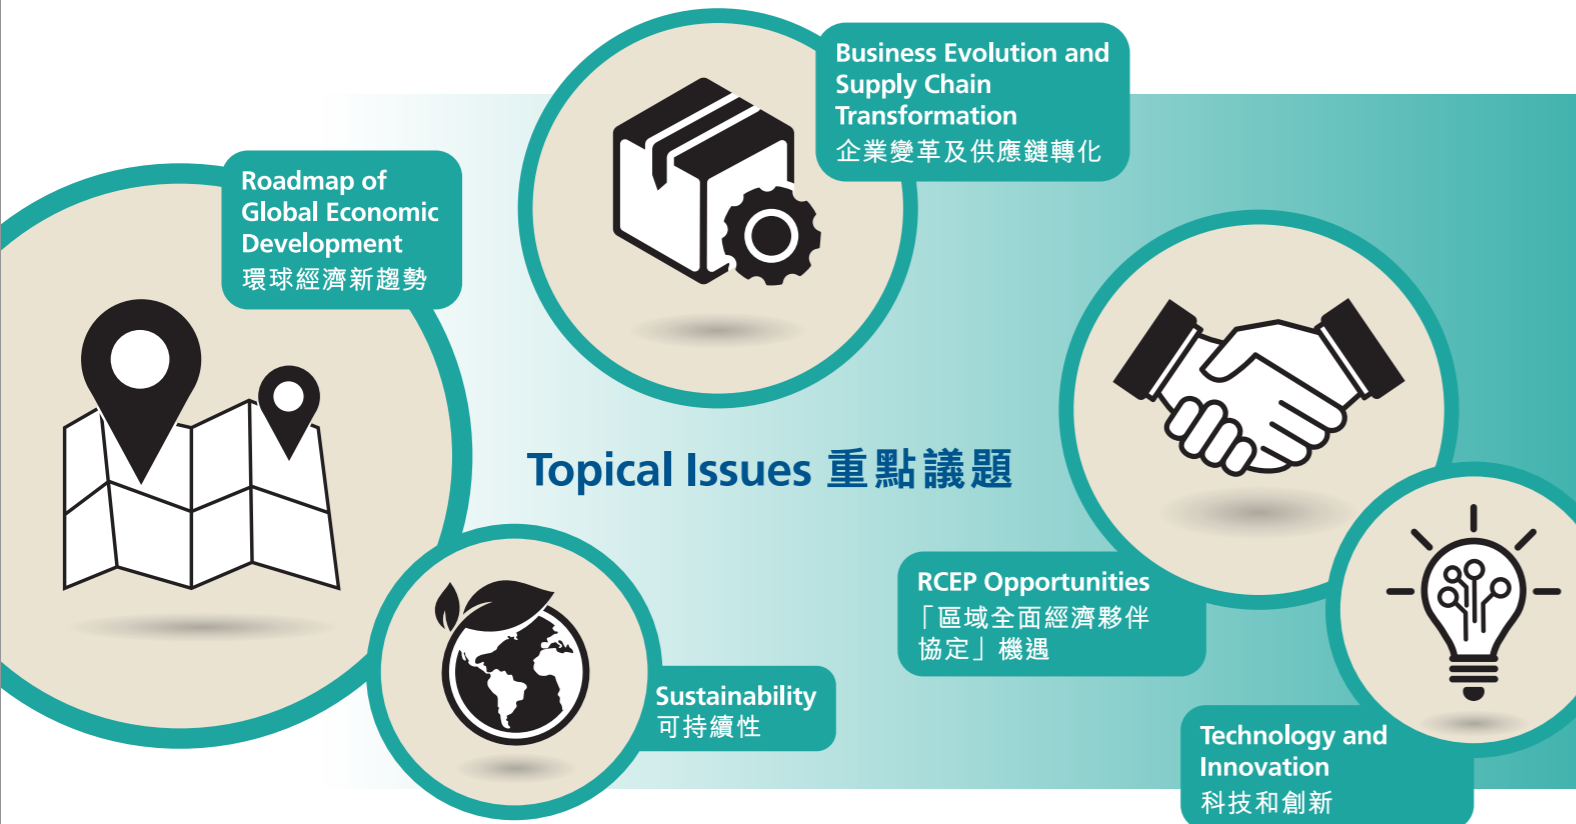 Business Evolution and
Supply Chain
Transformation
企業變革及供應鏈轉化
Roadmap of
Global Economic
Development
環球經濟新趨勢
Topical Issues 重點議題
RCEP Opportunities
「區域全面經濟夥伴
協定」機遇
Sustainability
可持續性
Technology and
Innovation
科技和創新